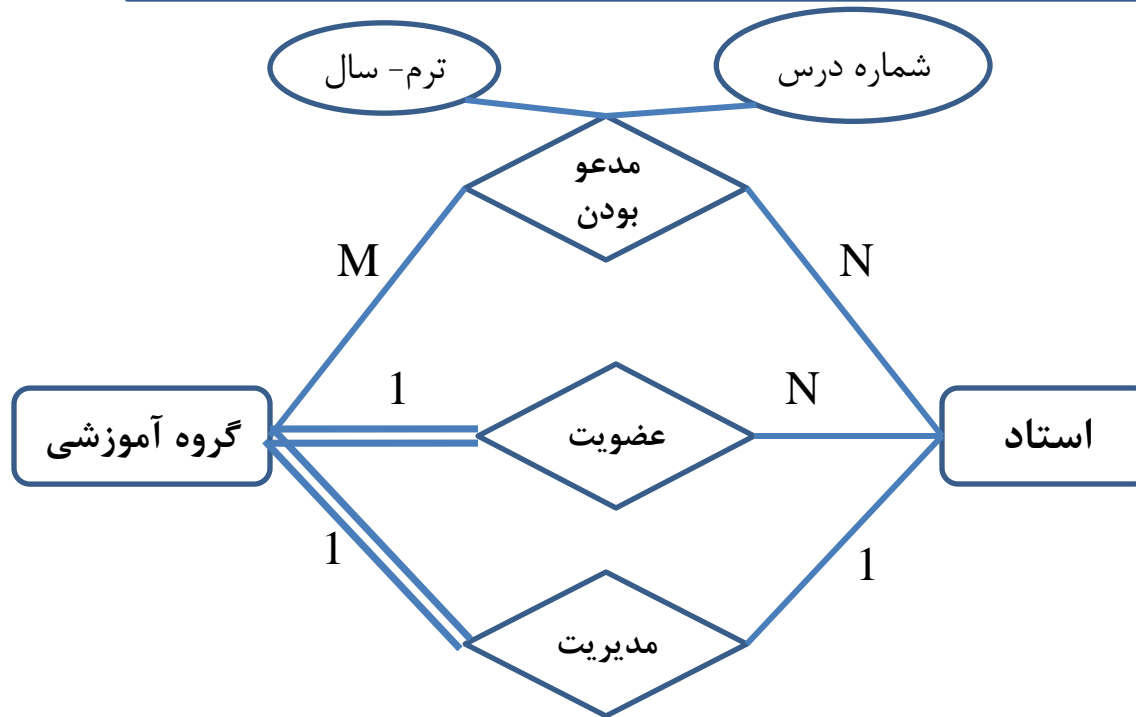 شماره درس
ترم- سال
مدعو
بودن
N
M
استاد
N
عضویت
1
گروه آموزشی
1
مدیریت
1